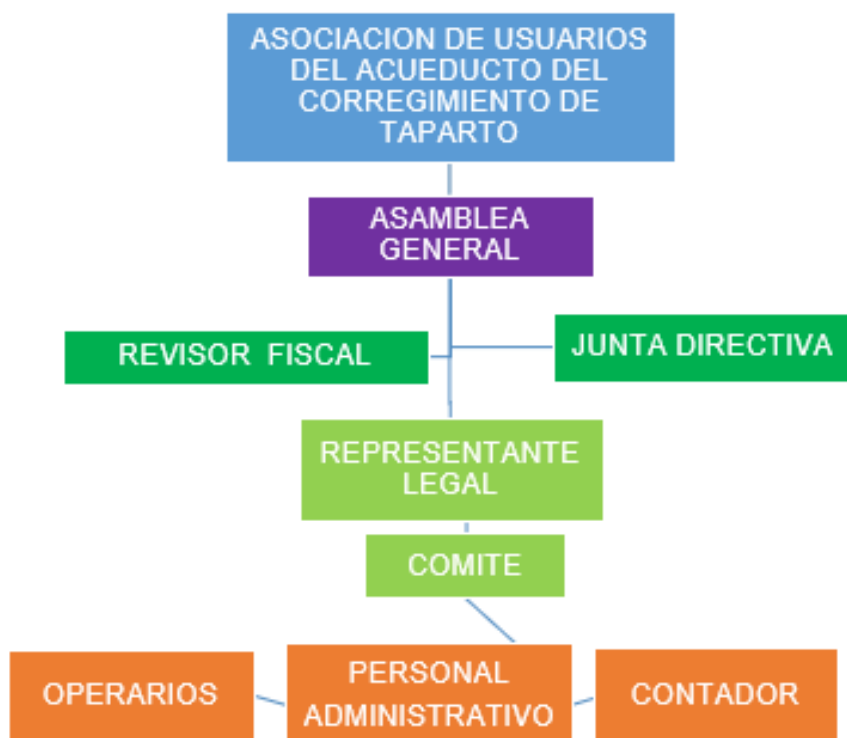 ASOCIACION DE USUARIOS
DEL ACUEDUCTO DEL
CORREGIMIENTO DE
TAPARTO
ASAMBLEA
GENERAL
REVISOR FISCAL
JUNTA DIRECTIVA
REPRESENTANTE
LEGAL
COMITE
OPERARIOS
PERSONAL
ADMINISTRATIVO
CONTADOR